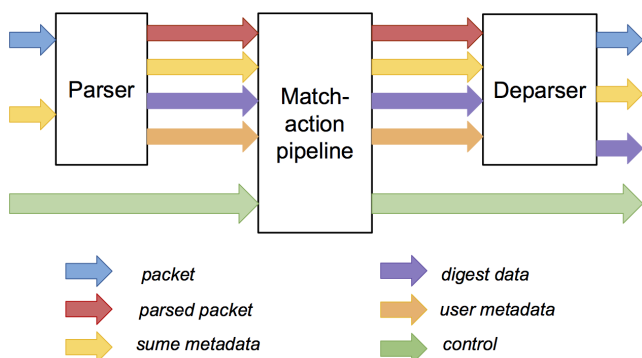 Parser
Match-
action
pipeline
Deparser
packet
digest data
parsed packet
user metadata
sume metadata
control